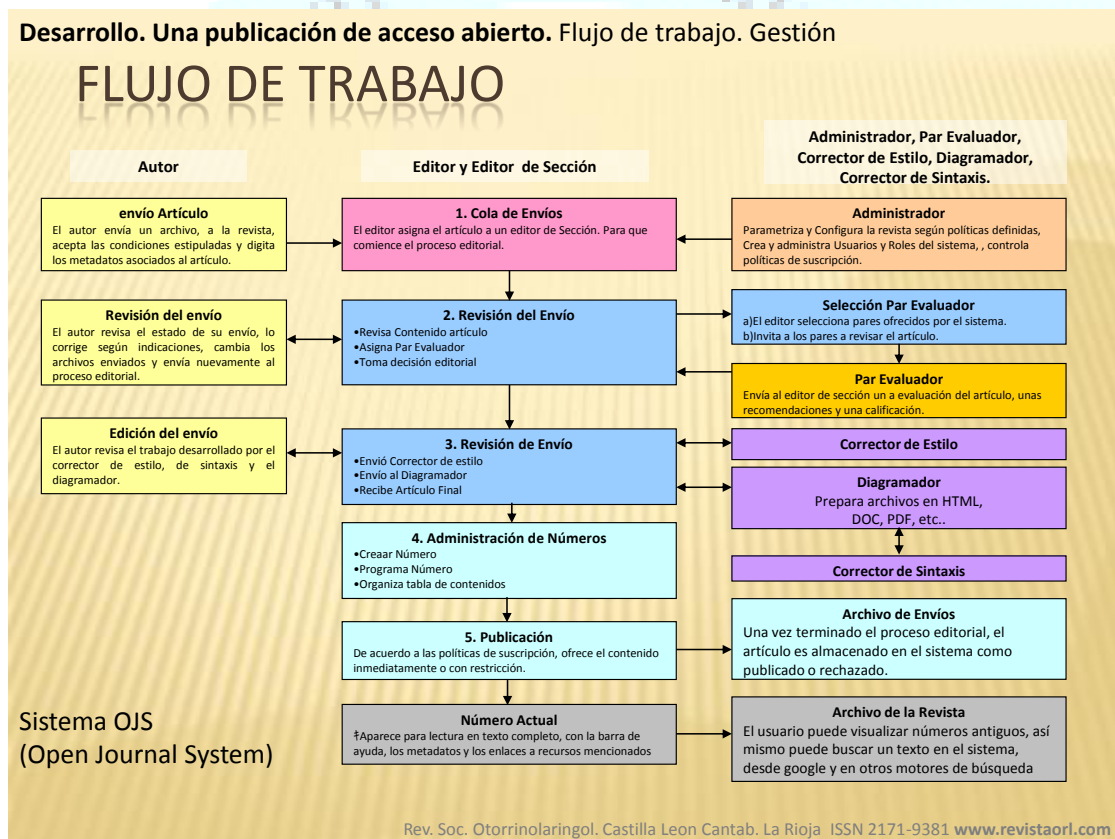 Desarrollo. Una publicación de acceso abierto. Flujo de trabajo. Gestión
FLUJO DE TRABAJO
Autor
Editor y Editor de Sección
Administrador, Par Evaluador,
Corrector de Estilo, Diagramador,
Corrector de Sintaxis.
envío Artículo
El autor envía un archivo, a la revista,
acepta las condiciones estipuladas y digita
los metadatos asociados al artículo.
1. Cola de Envíos
El editor asigna el artículo a un editor de Sección. Para que
comience el proceso editorial.
Administrador
Parametriza y Configura la revista según políticas definidas,
Crea y administra Usuarios y Roles del sistema, , controla
políticas de suscripción.
Revisión del envío
El autor revisa el estado de su envío, lo
corrige según indicaciones, cambia los
archivos enviados y envía nuevamente al
proceso editorial.
2. Revisión del Envío
•Revisa Contenido artículo
•Asigna Par Evaluador
•Toma decisión editorial
Selección Par Evaluador
a)El editor selecciona pares ofrecidos por el sistema.
b)Invita a los pares a revisar el artículo.
Par Evaluador
Envía al editor de sección un a evaluación del artículo, unas
recomendaciones y una calificación.
Edición del envío
El autor revisa el trabajo desarrollado por el
corrector de estilo, de sintaxis y el
diagramador.
3. Revisión de Envío
•Envió Corrector de estilo
•Envío al Diagramador
•Recibe Artículo Final
Corrector de Estilo
Diagramador
Prepara archivos en HTML,
DOC, PDF, etc..
Corrector de Sintaxis
4. Administración de Números
•Creaar Número
•Programa Número
•Organiza tabla de contenidos
5. Publicación
De acuerdo a las políticas de suscripción, ofrece el contenido
inmediatamente o con restricción.
Archivo de Envíos
Una vez terminado el proceso editorial, el
artículo es almacenado en el sistema como
publicado o rechazado.
Número Actual
Aparece para lectura en texto completo, con la barra de
ayuda, los metadatos y los enlaces a recursos mencionados
Archivo de la Revista
El usuario puede visualizar números antiguos, así
mismo puede buscar un texto en el sistema,
desde google y en otros motores de búsqueda
Sistema OJS
(Open Journal System)
Rev. Soc. Otorrinolaringol. Castilla Leon Cantab. La Rioja ISSN 2171-9381 www.revistaorl.com